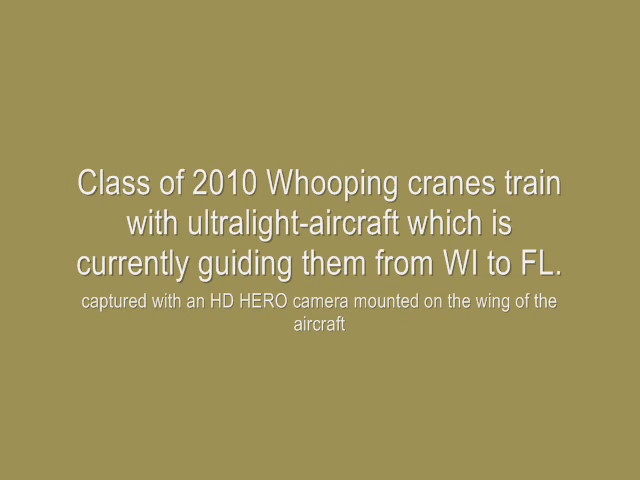 Class of 2010 Whooping cranes train
with ultralight-aircraft which is
currently guiding them from WI to FL.
captured with an HD HERO camera mounted on the wing of the
aircraft